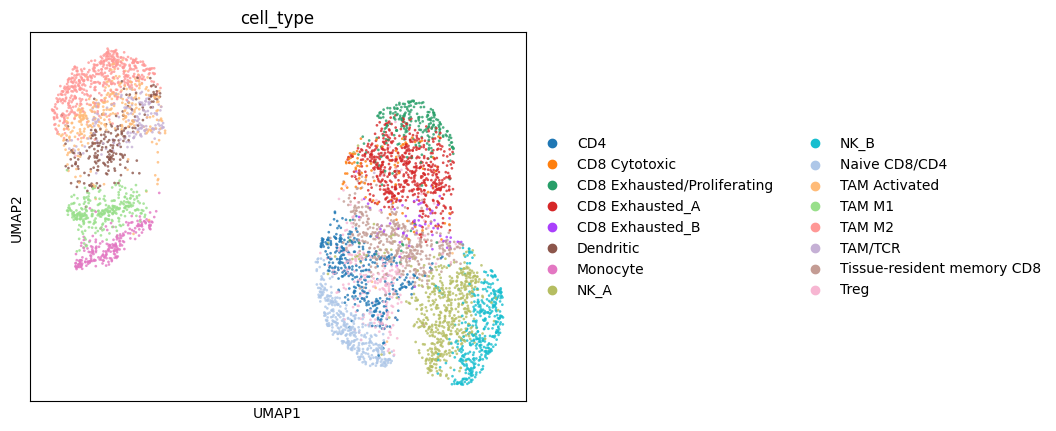 cell_type
UMAP2
UMAP1
CD4
CD8 Cytotoxic
CD8 Exhausted/Proliferating
CD8 Exhausted_A
CD8 Exhausted_B
Dendritic
Monocyte
NK_A
NK_B
Naive CD8/CD4
TAM Activated
TAM M1
TAM M2
TAM/TCR
Tissue-resident memory CD8
Treg